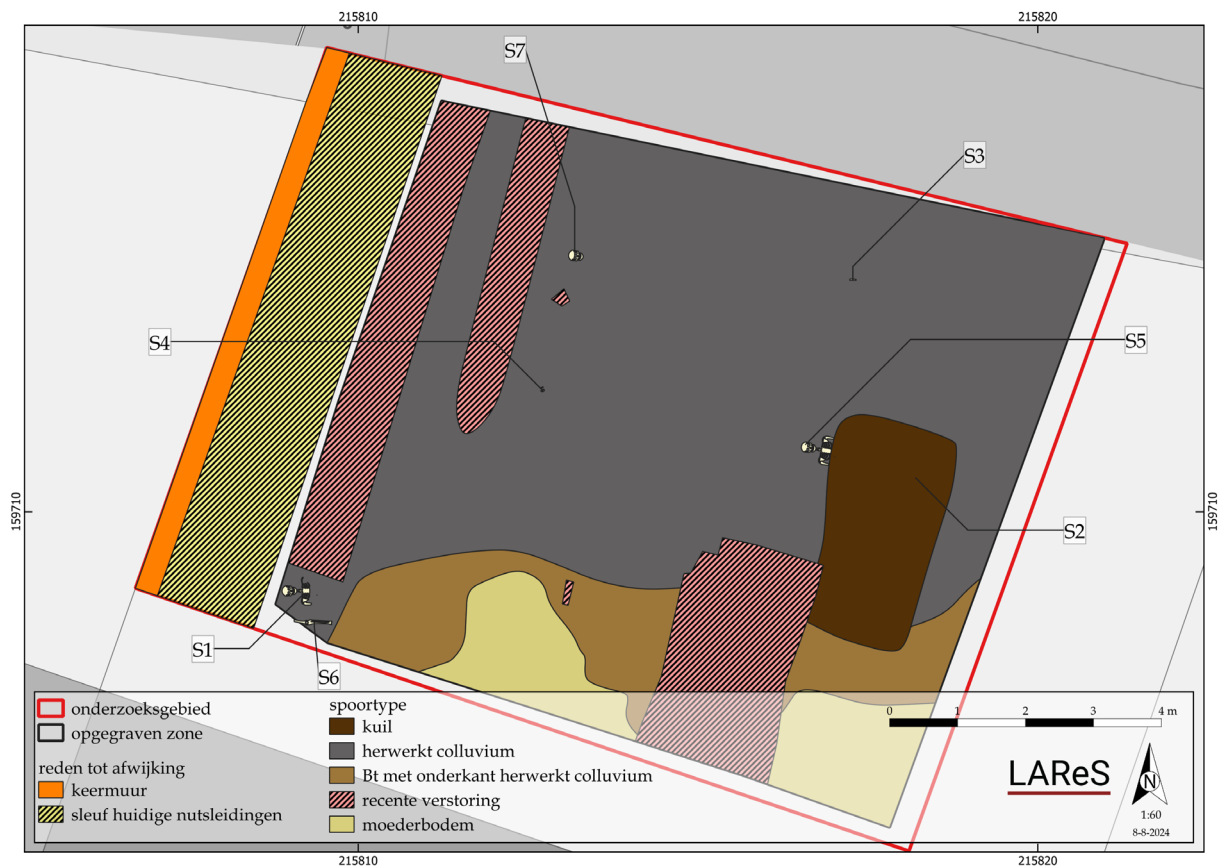 215810
215820
S7
S3
S4
S5
159710
159710
S2
S1
S6
onderzoeksgebied
opgegraven zone
reden tot afwijking
keermuur
sleuf huidige nutsleidingen
spoortype
kuil
herwerkt colluvium
Bt met onderkant herwerkt colluvium
recente verstoring
moederbodem
0 1 2 3 4 m
LAReS
N
1:60
8-8-2024
215810
215820